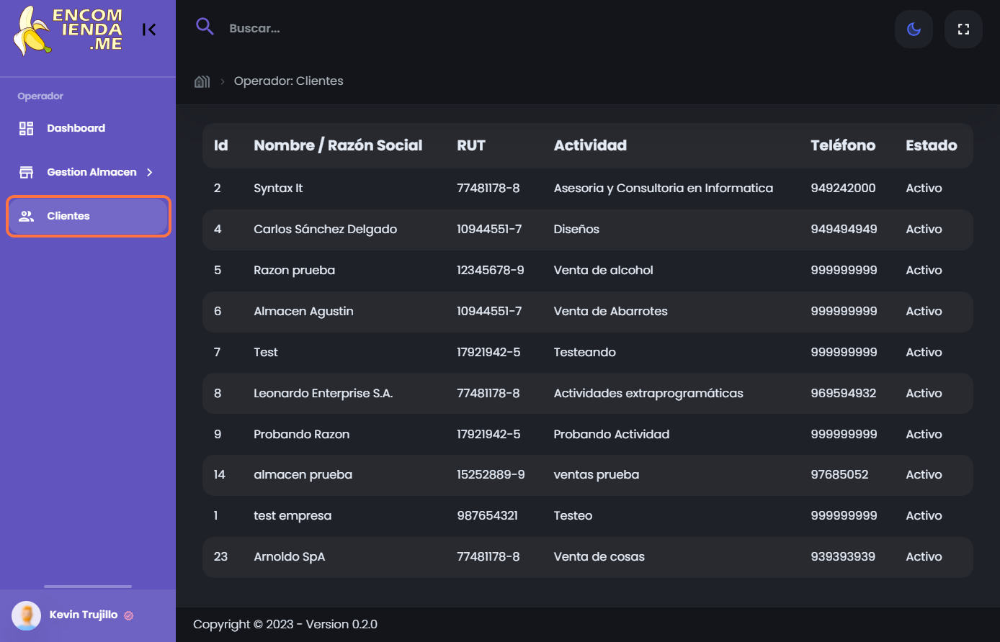 ENCOM
IENDA
.ME
Buscar...
Operador: Clientes
Operador
Dashboard
Gestion Almacen
Clientes
Id Nombre / Razón Social RUT Actividad Teléfono Estado
2 Syntax It 77481178-8 Asesoria y Consultoria en Informatica 949242000 Activo
4 Carlos Sánchez Delgado 10944551-7 Diseños 949494949 Activo
5 Razon prueba 12345678-9 Venta de alcohol 999999999 Activo
6 Almacen Agustin 10944551-7 Venta de Abarrotes 999999999 Activo
7 Test 17921942-5 Testeando 999999999 Activo
8 Leonardo Enterprise S.A. 77481178-8 Actividades extraprogramáticas 969594932 Activo
9 Probando Razon 17921942-5 Probando Actividad 999999999 Activo
14 almacen prueba 15252889-9 ventas prueba 97685052 Activo
1 test empresa 987654321 Testeo 999999999 Activo
23 Arnoldo SpA 77481178-8 Venta de cosas 939393939 Activo
Kevin Trujillo
Copyright © 2023 - Version 0.2.0